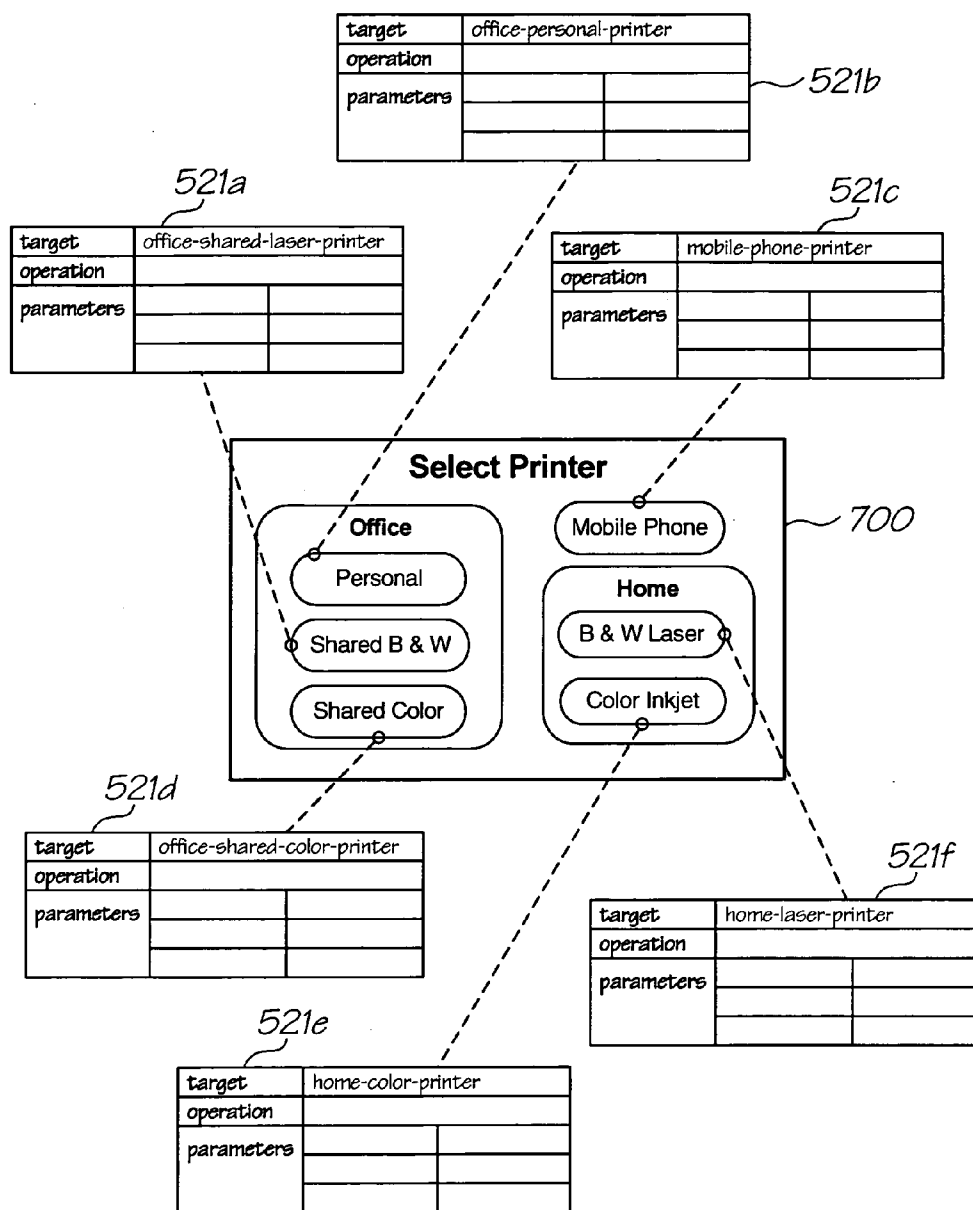 target office-personal-printer
operation
parameters
521b
521a
target office-shared-laser-printer
operation
parameters
521c
target mobile-phone-printer
operation
parameters
Select Printer
700
Office
Personal
Shared B & W
Shared Color
Mobile Phone
Home
B & W Laser
Color Inkjet
521d
target office-shared-color-printer
operation
parameters
521f
target home-laser-printer
operation
parameters
521e
target home-color-printer
operation
parameters